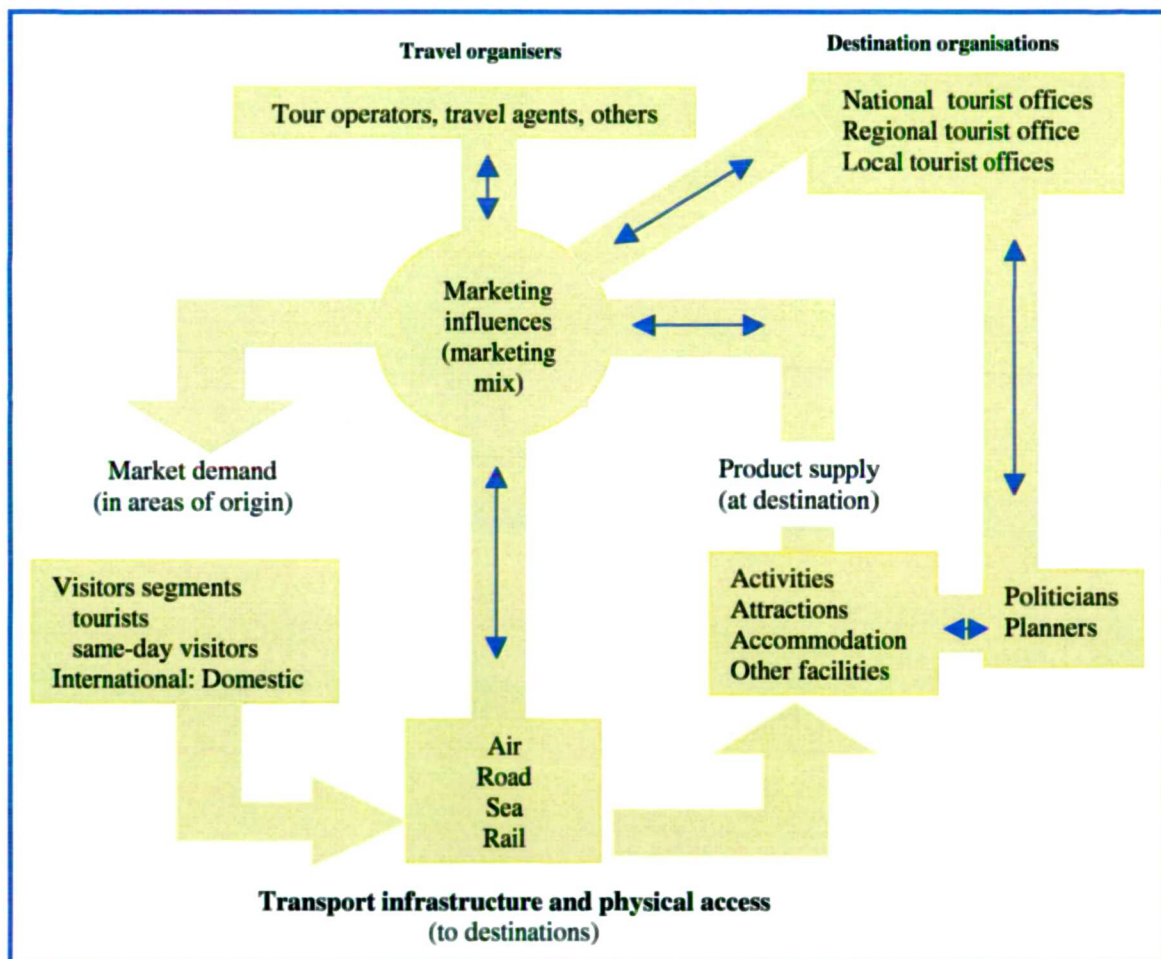 Travel organisers
Destination organisations
Tour operators, travel agents, others
National tourist offices
Regional tourist office
Local tourist offices
Marketing
influences
(marketing
mix)
Market demand
(in areas of origin)
Product supply
(at destination)
Visitors segments
tourists
same-day visitors
International: Domestic
Activities
Attractions
Accommodation
Other facilities
Politicians
Planners
Air
Road
Sea
Rail
Transport infrastructure and physical access
(to destinations)